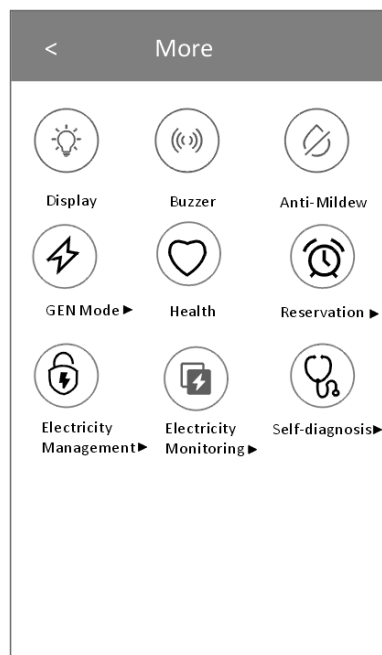 < More
Display Buzzer Anti-Mildew
GEN Mode ► Health Reservation ►
Electricity Management► Electricity Monitoring► Self-diagnosis►